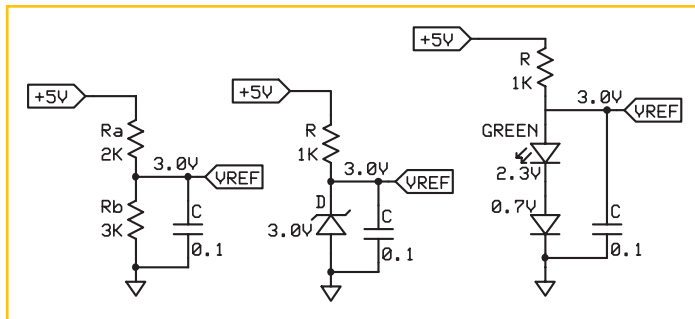 +5V
Ra
2K
3.0V
VREF
Rb
3K
C
0.1
+5V
R
1K
3.0V
VREF
D
3.0V
C
0.1
+5V
R
1K
3.0V
VREF
GREEN
2.3V
0.7V
C
0.1